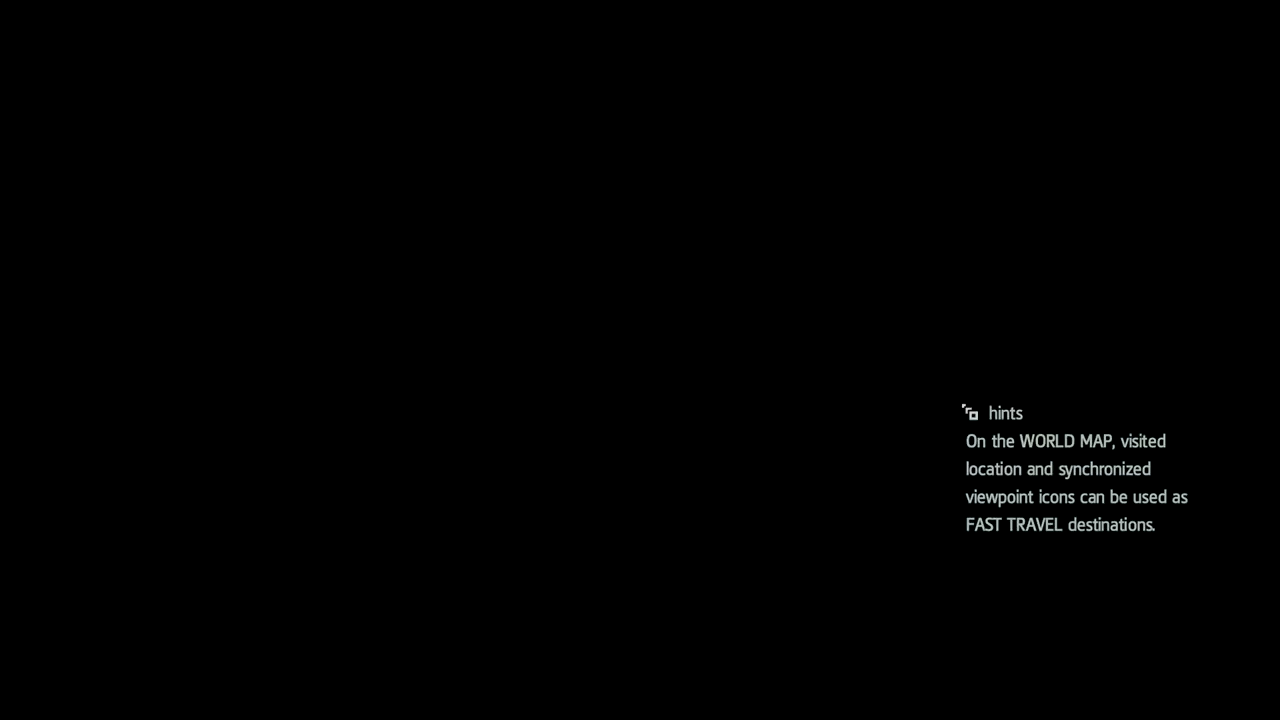 hints
On the WORLD MAP, visited
location and synchronized
viewpoint icons can be used as
FAST TRAVEL destinations.